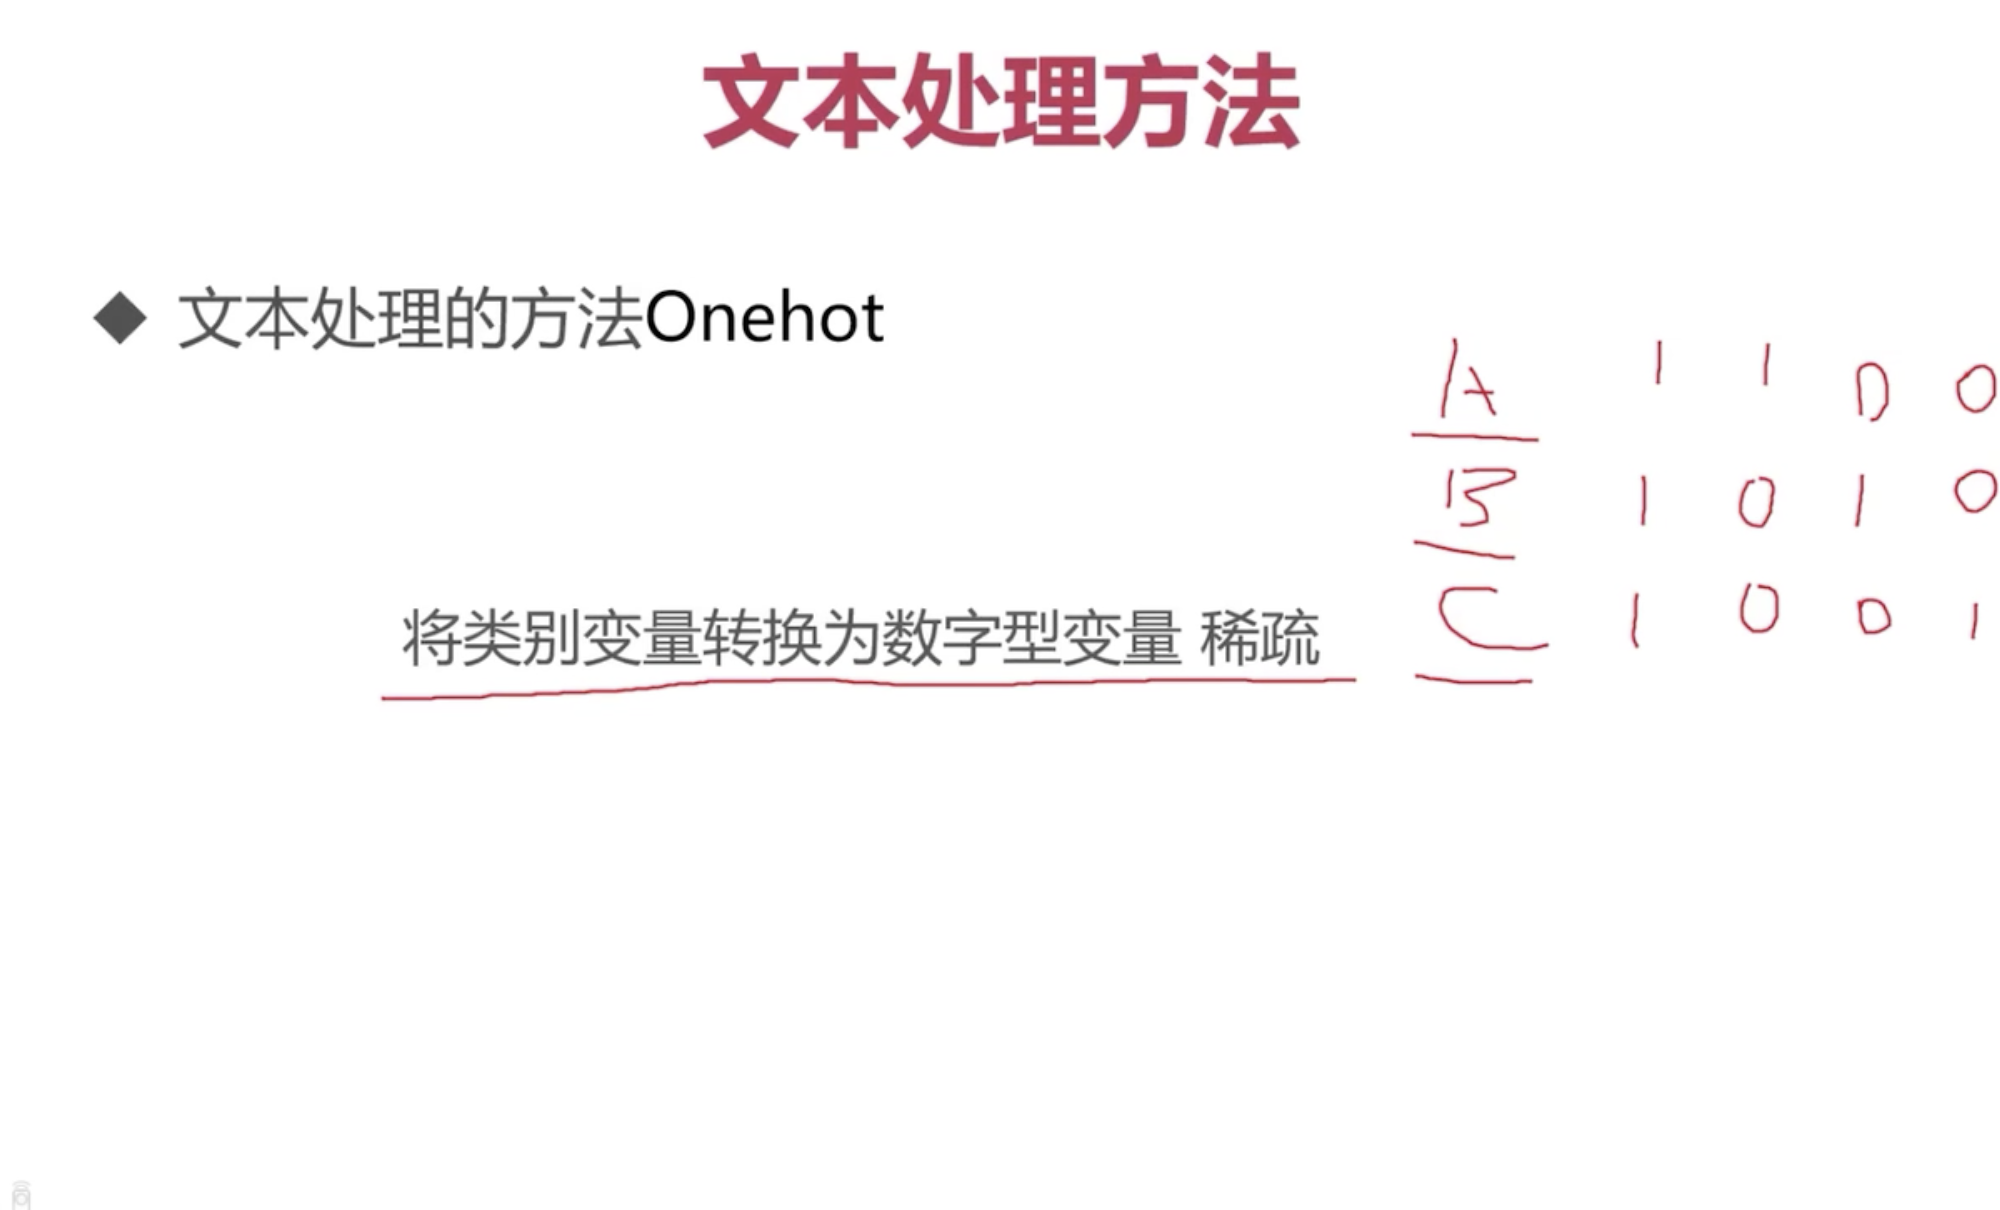 文本处理方法
文本处理的方法Onehot
A 1 1 0 0
B 1 0 1 0
将类别变量转换为数字型变量 稀疏
C 1 0 0 1